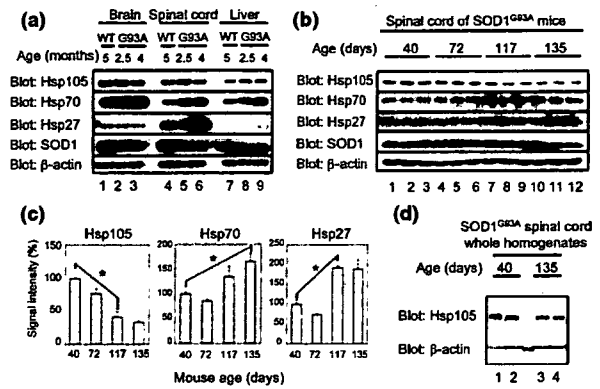 (a)
Brain Spinal cord Liver
WT G93A WT G93A WT G93A
Age (months) 5 2.5 4 5 2.5 4 5 2.5 4
Blot: Hsp105
Blot: Hsp70
Blot: Hsp27
Blot: SOD1
Blot: β-actin
1 2 3 4 5 6 7 8 9
(b)
Spinal cord of SOD1G93A mice
Age (days) 40 72 117 135
Blot: Hsp105
Blot: Hsp70
Blot: Hsp27
Blot: SOD1
Blot: β-actin
1 2 3 4 5 6 7 8 9 10 11 12
(c)
Hsp105 Hsp70 Hsp27
Signal intensity (%)
150 100 50 0
200 150 100 50 0
200 150 100 50 0
* * *
40 72 117 135 40 72 117 135 40 72 117 135
Mouse age (days)
(d)
SOD1G93A spinal cord
whole homogenates
Age (days) 40 135
Blot: Hsp105
Blot: β-actin
1 2 3 4